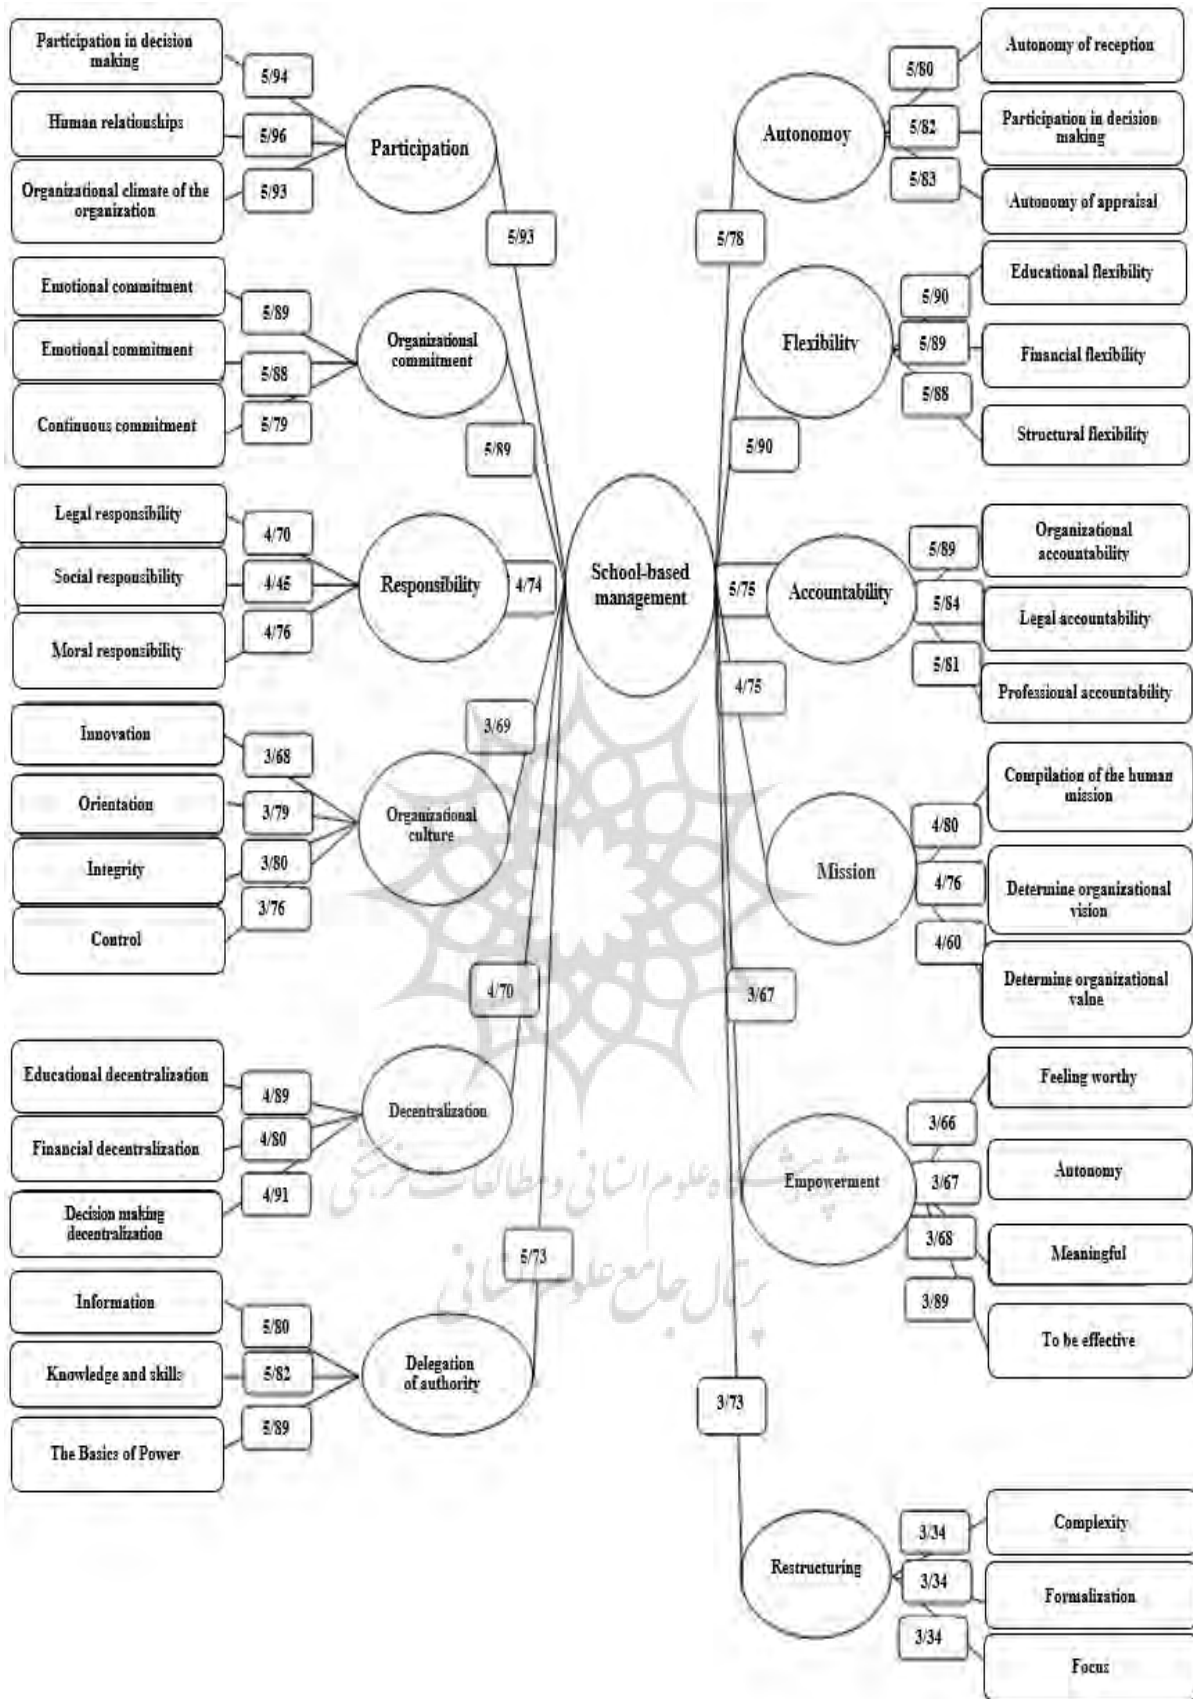 Participation in decision
making
5/94
Human relationships
5/96
Organizational climate of the
organization
5/93
Participation
5/93
Emotional commitment
5/89
Emotional commitment
5/88
Continuous commitment
5/79
Organizational
commitment
5/89
Legal responsibility
4/70
Social responsibility
4/45
Moral responsibility
4/76
Responsibility
4/74
Innovation
3/68
Orientation
3/79
Integrity
3/80
Control
3/76
Organizational
culture
3/69
Educational decentralization
4/89
Financial decentralization
4/80
Decision making
decentralization
4/91
Decentralization
4/70
Information
5/80
Knowledge and skills
5/82
The Basics of Power
5/89
Delegation
of authority
5/73
School-based
management
Autonomoy
5/78
5/80
Autonomy of reception
5/82
Participation in decision
making
5/83
Autonomy of appraisal
Flexibility
5/90
5/90
Educational flexibility
5/89
Financial flexibility
5/88
Structural flexibility
5/75
Accountability
5/89
Organizational
accountability
5/84
Legal accountability
5/81
Professional accountability
4/75
Mission
4/80
Compilation of the human
mission
4/76
Determine organizational
vision
4/60
Determine organizational
value
3/67
Empowerment
3/66
Feeling worthy
3/67
Autonomy
3/68
Meaningful
3/89
To be effective
3/73
Restructuring
3/34
Complexity
3/34
Formalization
3/34
Focus
پژوهشگاه علوم انسانی و مطالعات فرهنگی
پرتال جامع علوم انسانی